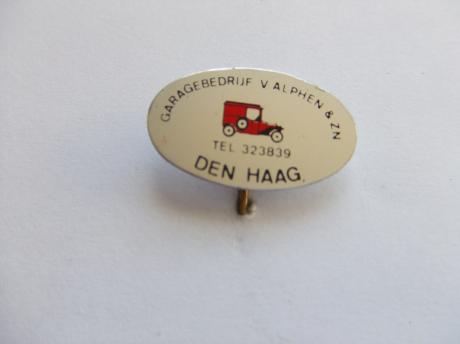 GARAGEBEDRIJF V ALPHEN & ZN
TEL 323839
DEN HAAG.